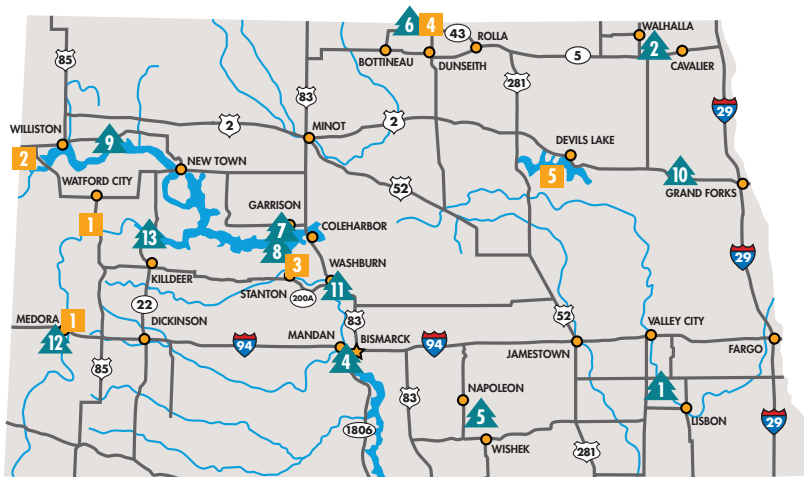 6
4
43
ROLLA
WALHALLA
2
CAVALIER
85
BOTTINEAU
DUNSEITH
5
83
281
29
2
2
MINOT
WILLISTON
9
DEVILS LAKE
2
NEW TOWN
5
10
GRAND FORKS
WATFORD CITY
52
GARRISON
1
7
COLEHARBOR
13
8
29
KILLDEER
3
WASHBURN
STANTON
200A
11
22
52
MEDORA
1
DICKINSON
83
VALLEY CITY
12
94
MANDAN
BISMARCK
94
JAMESTOWN
FARGO
4
85
83
NAPOLEON
1
5
LISBON
29
1806
WISHEK
281